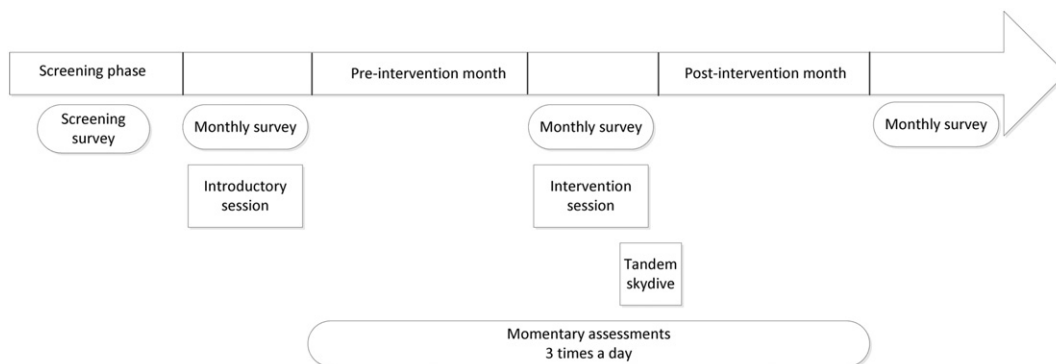 Screening phase
Pre-intervention month
Post-intervention month
Screening
survey
Monthly survey
Monthly survey
Monthly survey
Introductory
session
Intervention
session
Tandem
skydive
Momentary assessments
3 times a day